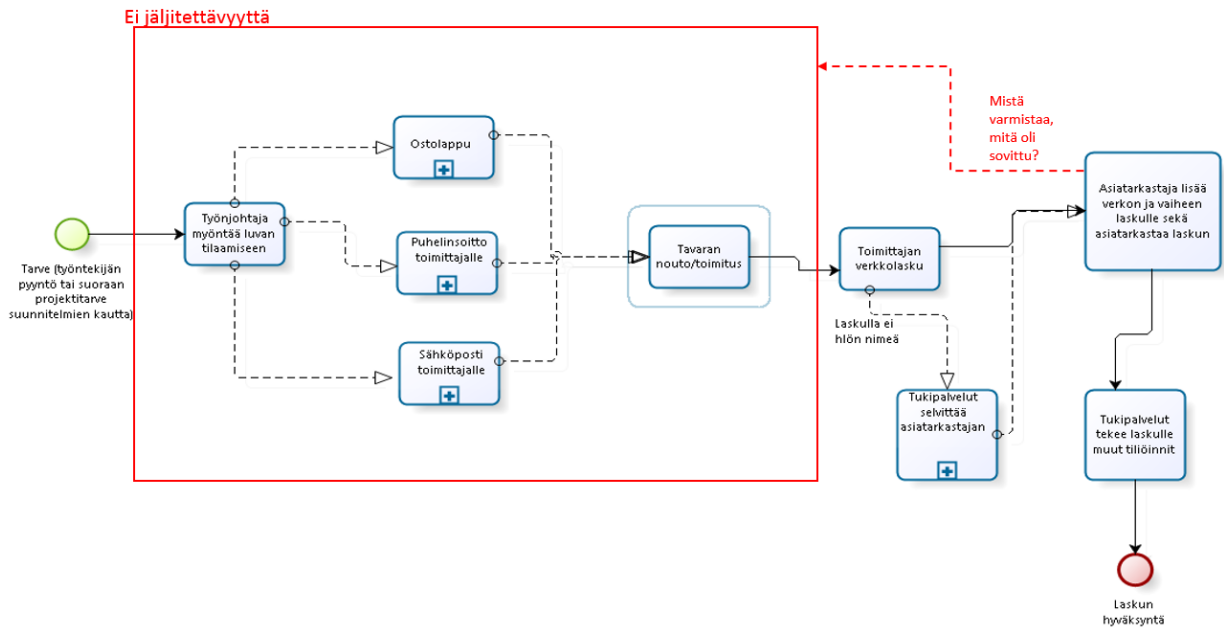 Ei jäljitettävyyttä
Tarve (työntekijän
pyyntö tai suoraan
projektitarve
suunnitelmien kautta)
Työnjohtaja
myöntää luvan
tilaamiseen
Ostolappu
Puhelinsoitto
toimittajalle
Sähköposti
toimittajalle
Tavaran
nouto/toimitus
Toimittajan
verkkolasku
Laskulla ei
hlön nimeä
Tukipalvelut
selvittää
asiatarkastajan
Mistä
varmistaa,
mitä oli
sovittu?
Asiatarkastaja lisää
verkon ja vaiheen
laskulle sekä
asiatarkastaa laskun
Tukipalvelut
tekee laskulle
muut tiliöinnit
Laskun
hyväksyntä